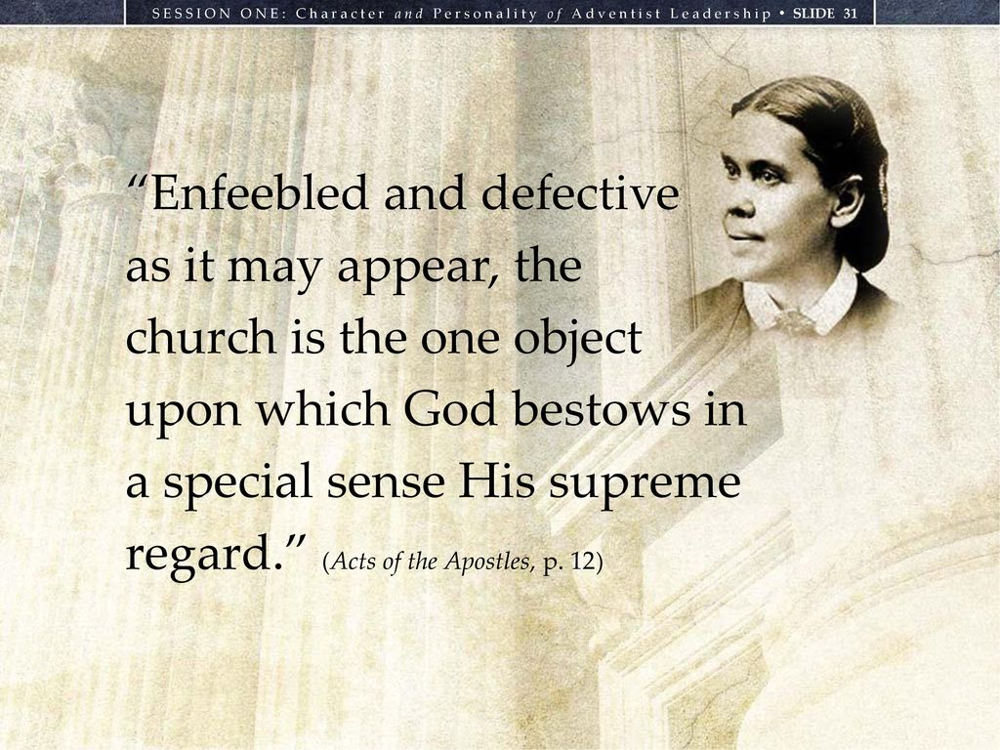 SESSION ONE: Character and Personality of Adventist Leadership • SLIDE 31
“Enfeebled and defective
as it may appear, the
church is the one object
upon which God bestows in
a special sense His supreme
regard.” (Acts of the Apostles, p. 12)